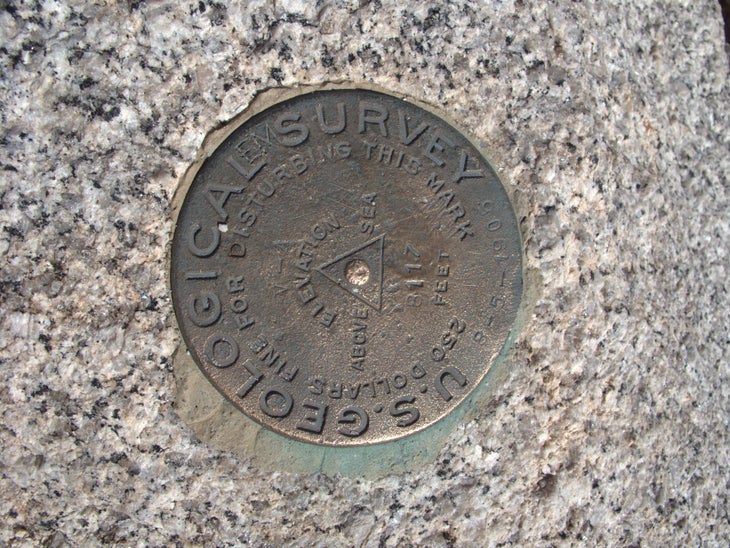 U.S. GEOLOGICAL SURVEY
250 DOLLARS FINE FOR DISTURBING THIS MARK
ELEVATION
ABOVE SEA
8117
FEET